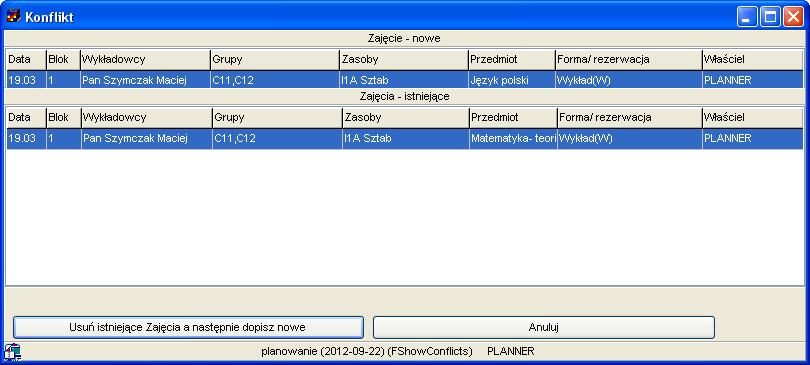 Konflikt
Zajęcie - nowe
Data Blok Wykładowcy Grupy Zasoby Przedmiot Forma/ rezerwacja Właściel
19.03 1 Pan Szymczak Maciej C11,C12 I1A Sztab Język polski Wykład(W) PLANNER
Zajęcia - istniejące
Data Blok Wykładowcy Grupy Zasoby Przedmiot Forma/ rezerwacja Właściel
19.03 1 Pan Szymczak Maciej C11,C12 I1A Sztab Matematyka- teori Wykład(W) PLANNER
Usuń istniejące Zajęcia a następnie dopisz nowe Anuluj
planowanie (2012-09-22) (FShowConflicts) PLANNER